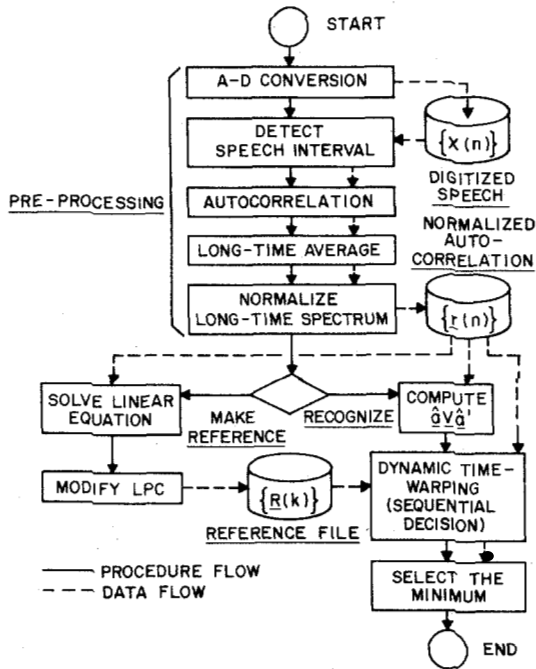 START
A-D CONVERSION
{X(n)}
DETECT
SPEECH INTERVAL
DIGITIZED
SPEECH
PRE-PROCESSING
AUTOCORRELATION
NORMALIZED
AUTO-
CORRELATION
LONG-TIME AVERAGE
NORMALIZE
LONG-TIME SPECTRUM
{r(n)}
SOLVE LINEAR
EQUATION
MAKE
REFERENCE
RECOGNIZE
COMPUTE
âVâ'
MODIFY LPC
{R(k)}
REFERENCE FILE
DYNAMIC TIME-
WARPING
(SEQUENTIAL
DECISION)
PROCEDURE FLOW
DATA FLOW
SELECT THE
MINIMUM
END